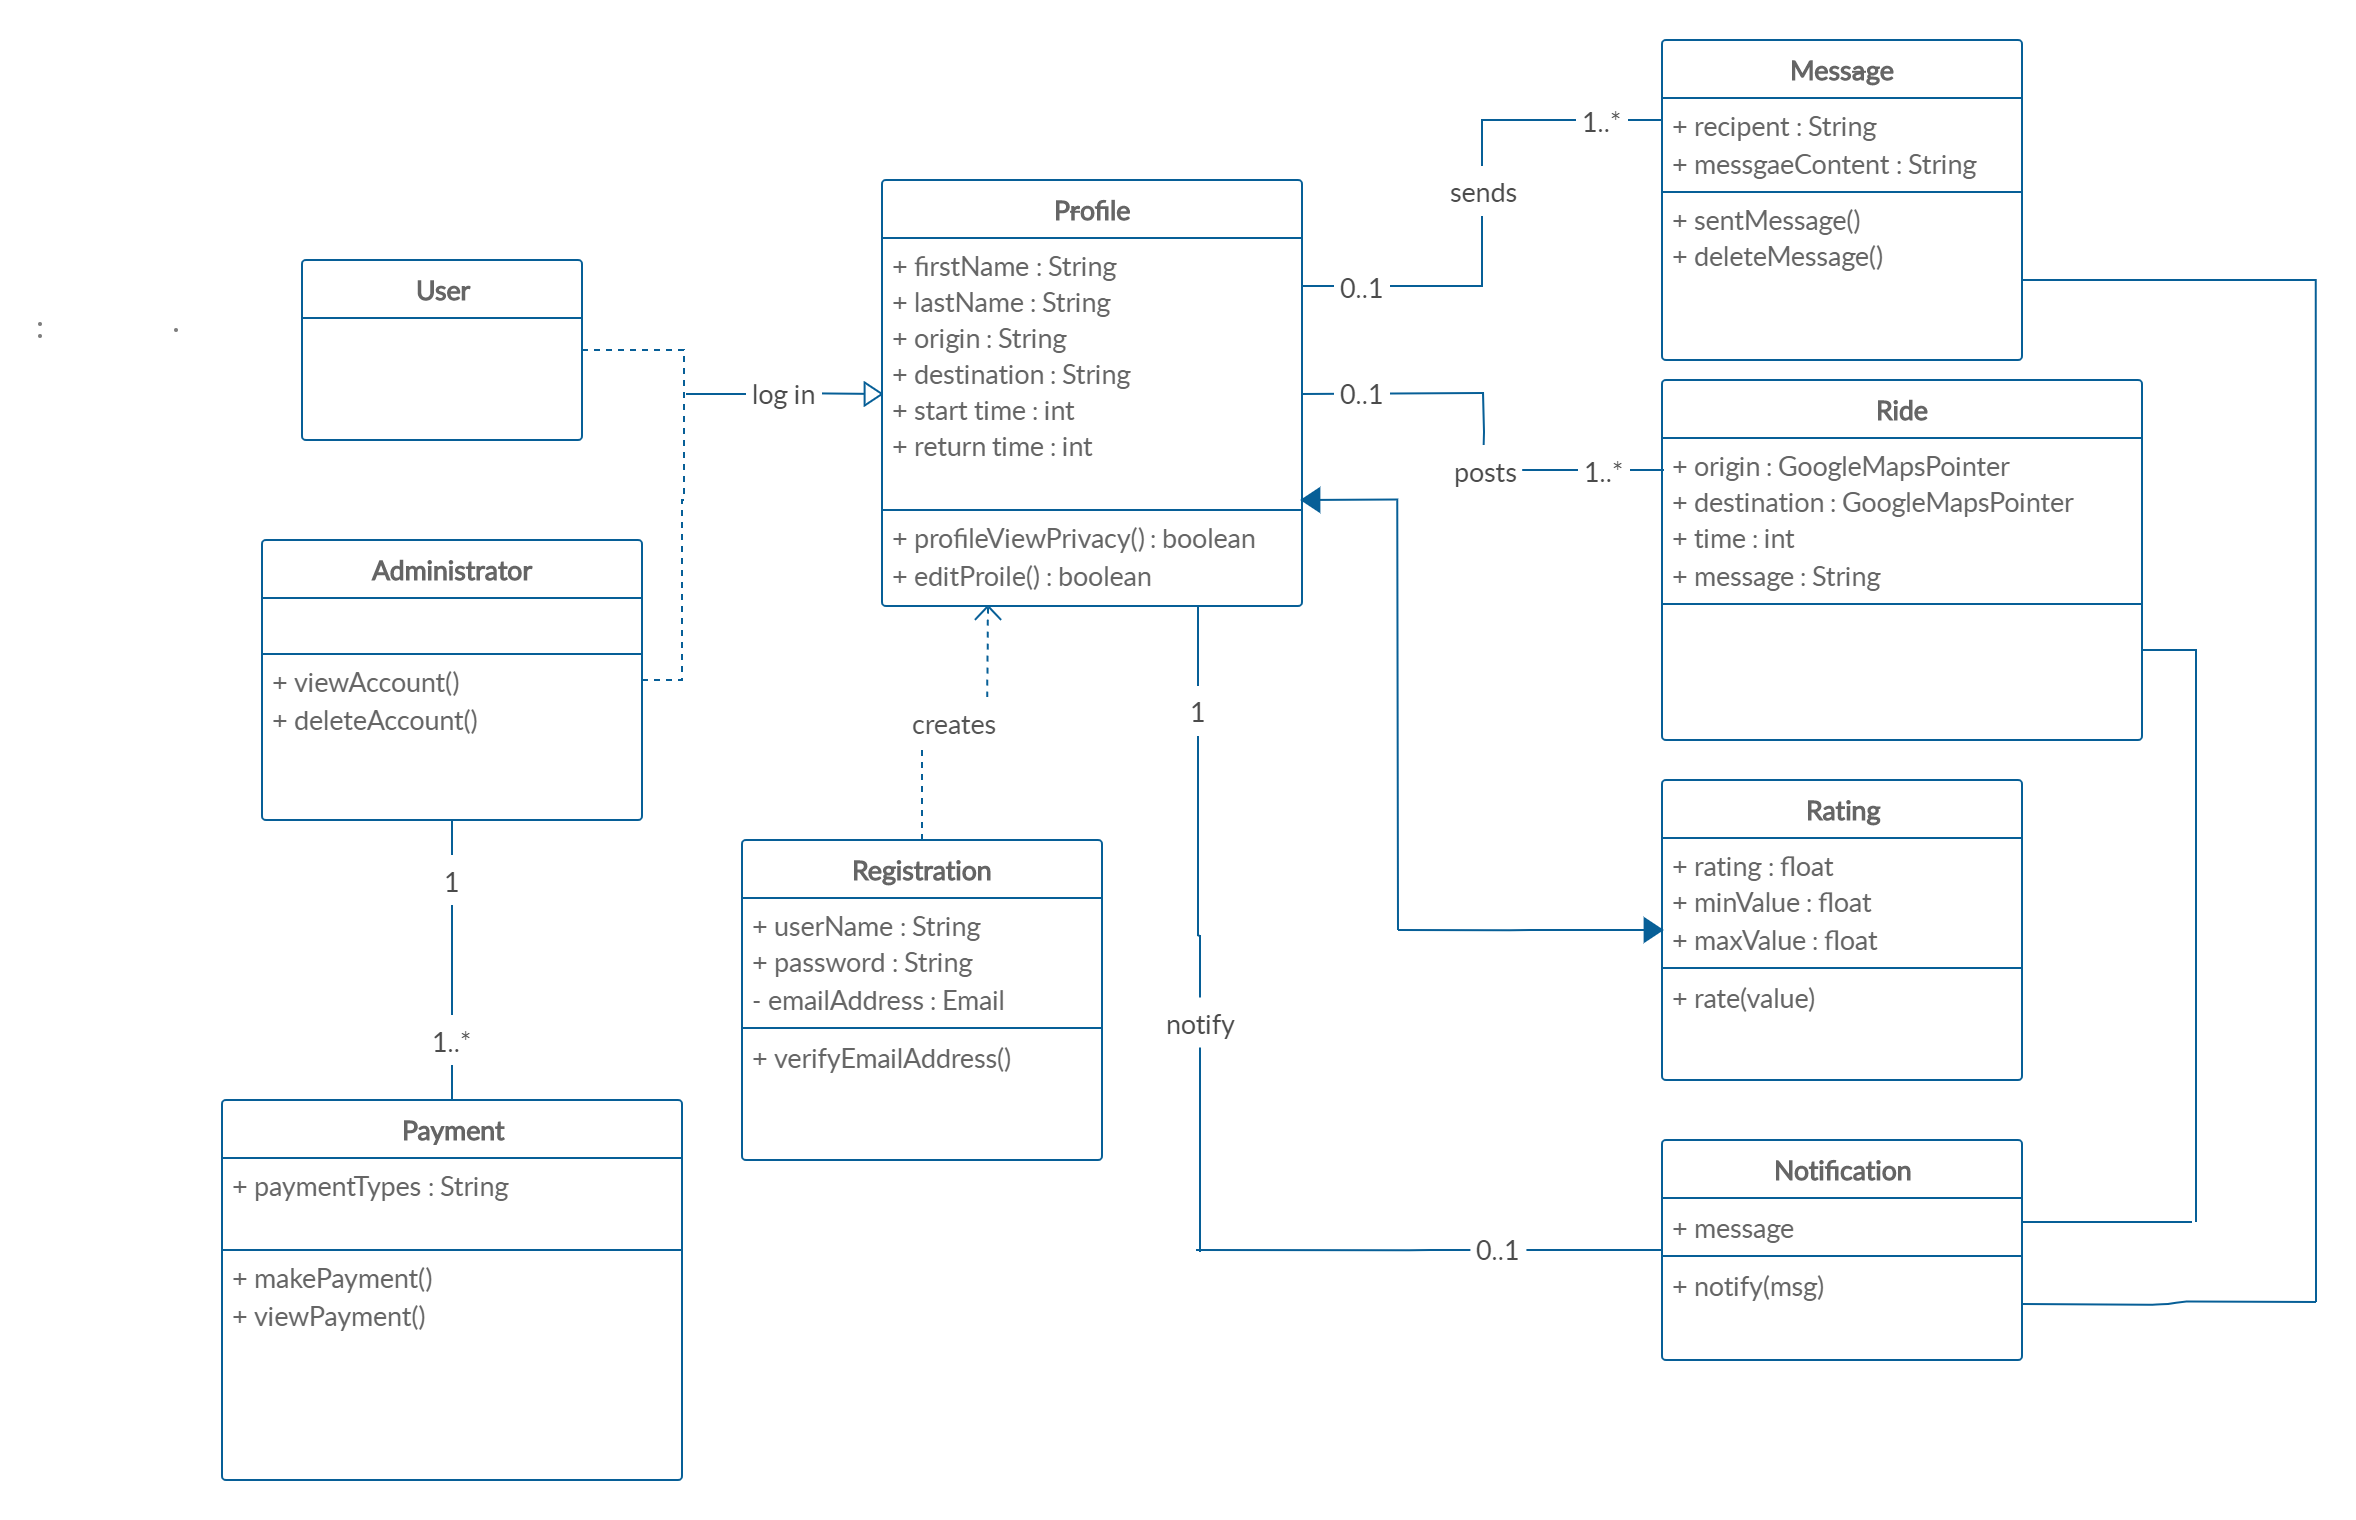 Message
+ recipent : String
+ messgaeContent : String
+ sentMessage()
+ deleteMessage()
1..*
sends
0..1
Profile
+ firstName : String
+ lastName : String
+ origin : String
+ destination : String
+ start time : int
+ return time : int
+ profileViewPrivacy() : boolean
+ editProile() : boolean
User
: .
log in
0..1
posts
1..*
Ride
+ origin : GoogleMapsPointer
+ destination : GoogleMapsPointer
+ time : int
+ message : String
Administrator
+ viewAccount()
+ deleteAccount()
creates
1
Rating
+ rating : float
+ minValue : float
+ maxValue : float
+ rate(value)
1
1..*
Registration
+ userName : String
+ password : String
- emailAddress : Email
+ verifyEmailAddress()
notify
Payment
+ paymentTypes : String
+ makePayment()
+ viewPayment()
0..1
Notification
+ message
+ notify(msg)